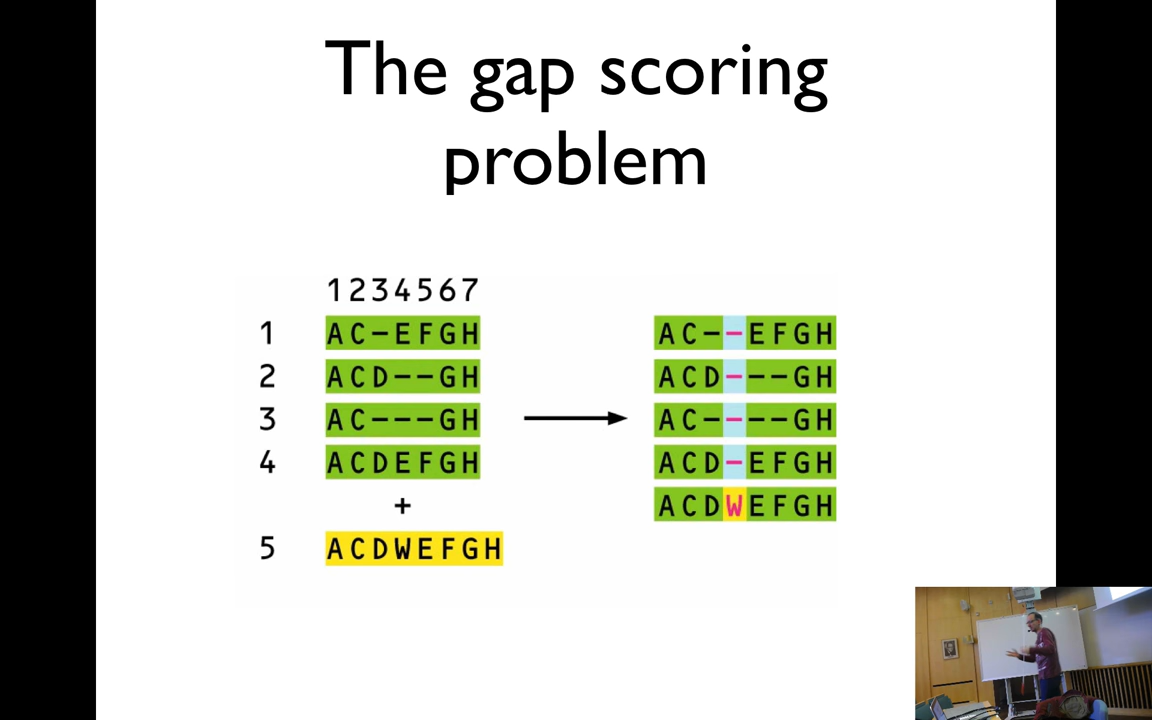 The gap scoring
problem
1234567
1 AC-EFGH
2 ACD--GH
3 AC---GH
4 ACDEFGH
+
5 ACDWEFGH
AC--EFGH
ACD---GH
AC----GH
ACD-EFGH
ACDWEFGH